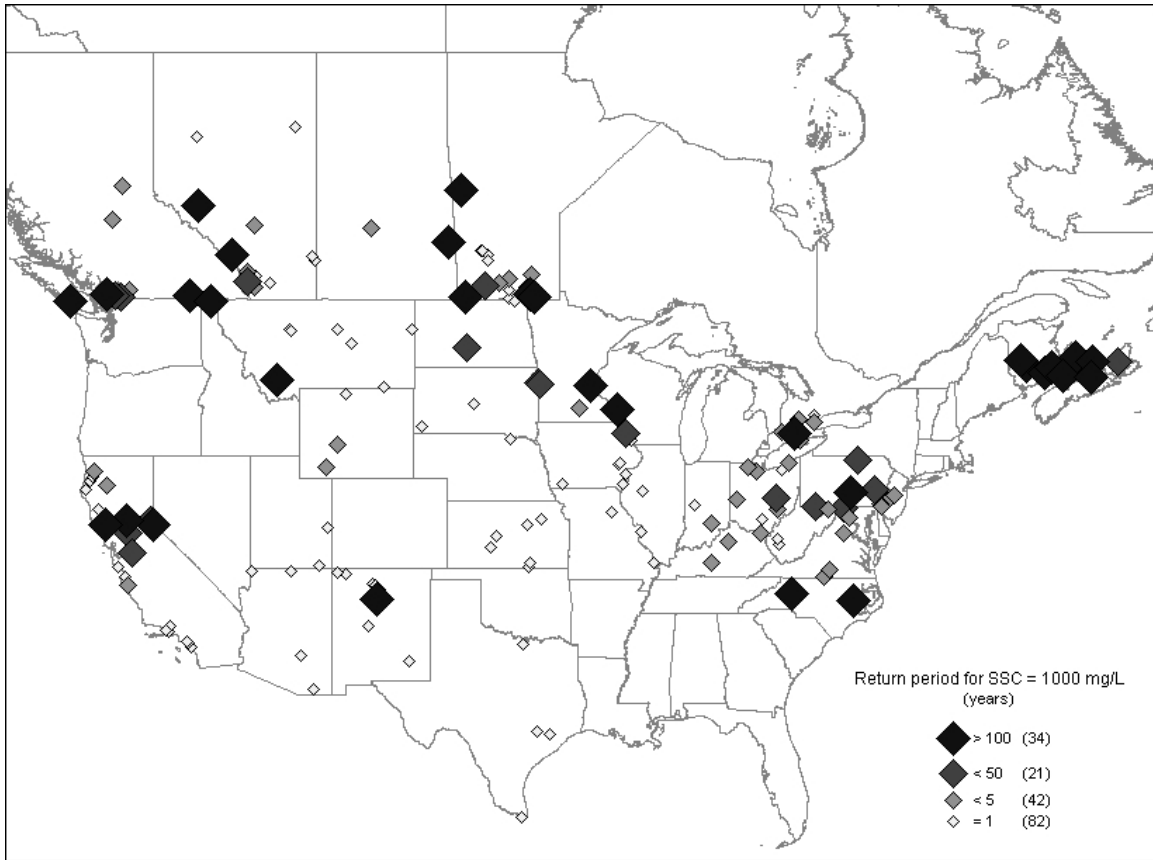 Return period for SSC = 1000 mg/L
(years)
> 100 (34)
< 50 (21)
< 5 (42)
= 1 (82)